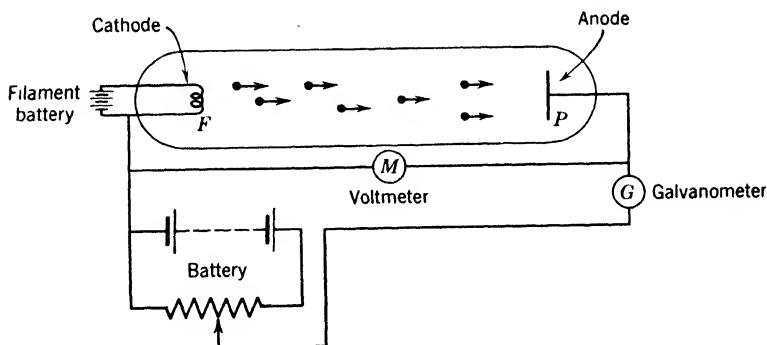 Cathode
Anode
Filament
battery
F
P
M
Voltmeter
G
Galvanometer
Battery